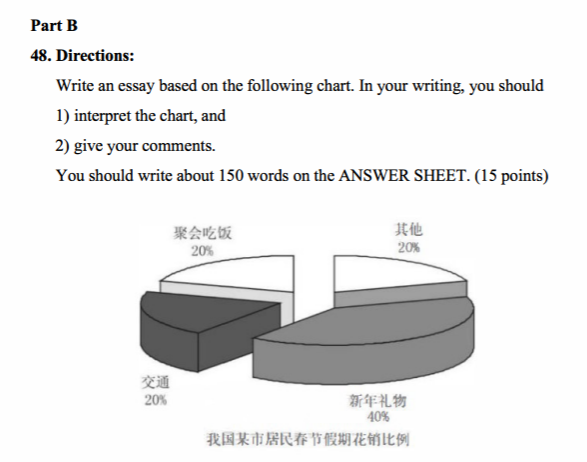 Part B
48. Directions:
Write an essay based on the following chart. In your writing, you should
1) interpret the chart, and
2) give your comments.
You should write about 150 words on the ANSWER SHEET. (15 points)
聚会吃饭
20%
其他
20%
交通
20%
新年礼物
40%
我国某市居民春节假期花销比例